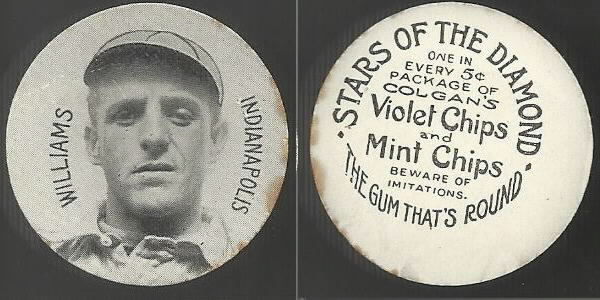 WILLIAMS
INDIANAPOLIS
• STARS OF THE DIAMOND •
ONE IN
EVERY 5¢
PACKAGE OF
COLGAN'S
Violet Chips
and
Mint Chips
BEWARE OF
IMITATIONS.
THE GUM THAT'S ROUND